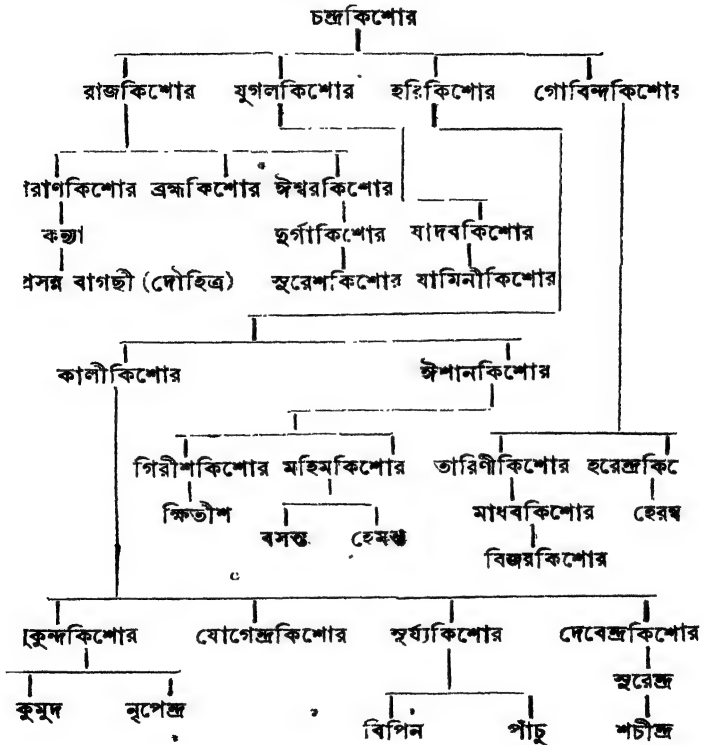 চন্দ্রকিশোর
রাজকিশোর যুগলকিশোর হরিকিশোর গোবিন্দকিশোর
রাণকিশোর ব্রহ্মকিশোর ঈশ্বরকিশোর
কন্যা দুর্গাকিশোর যাদবকিশোর
প্রসন্ন বাগছী (দৌহিত্র) সুরেশকিশোর যামিনীকিশোর
কালীকিশোর ঈশানকিশোর
গিরীশকিশোর মহিমকিশোর তারিণীকিশোর হরেন্দ্রকিশো
ক্ষিতীশ মাধবকিশোর হেরম্ব
বসন্ত হেমন্ত
বিজয়কিশোর
মুকুন্দকিশোর যোগেন্দ্রকিশোর সূর্য্যকিশোর দেবেন্দ্রকিশোর
সুরেন্দ্র
কুমুদ নৃপেন্দ্র বিপিন পাঁচু শচীন্দ্র